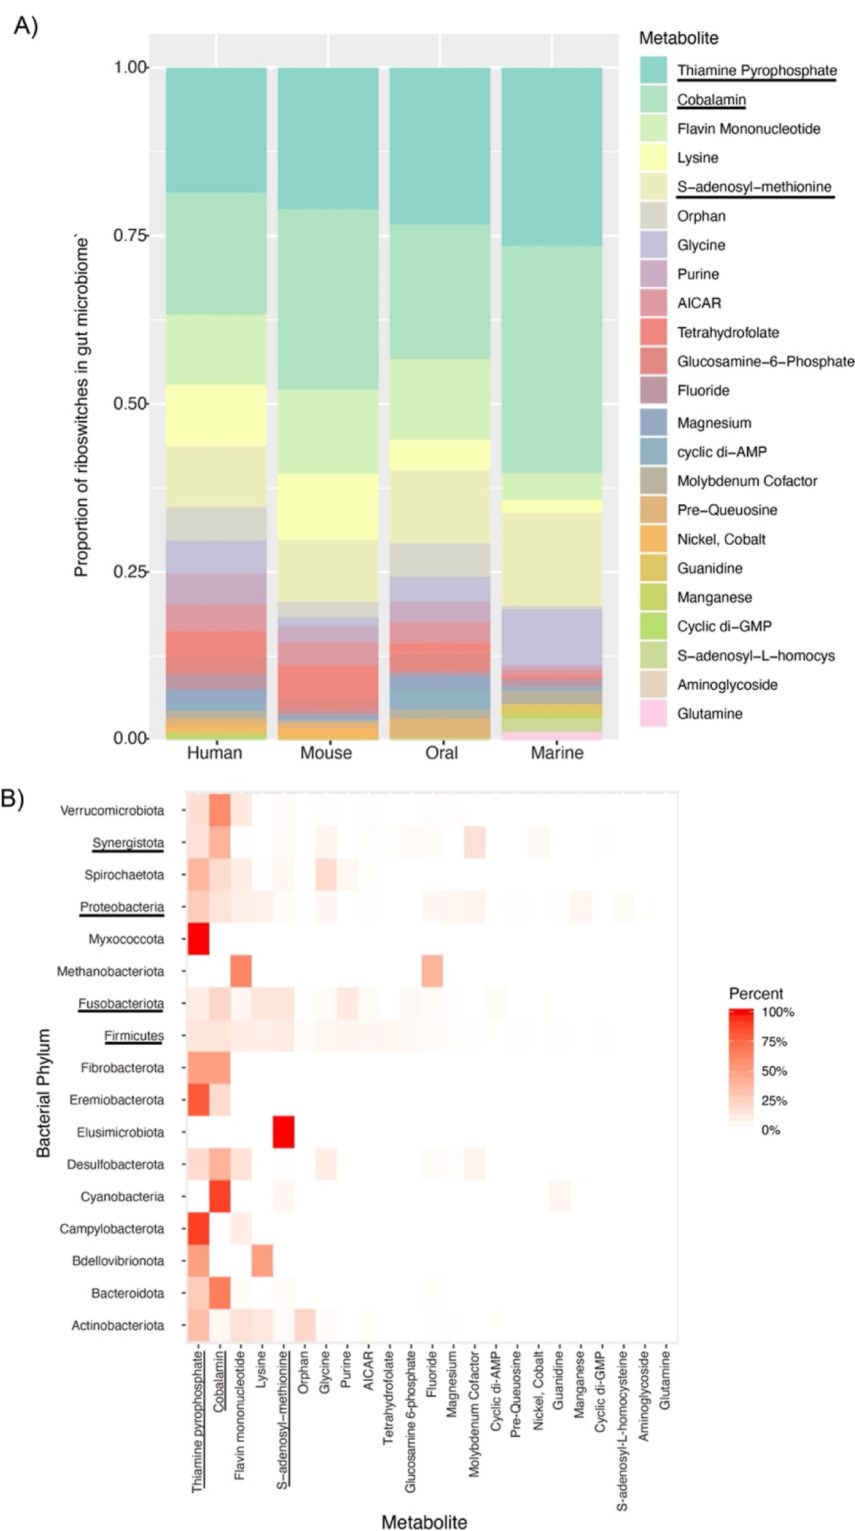 A)
Metabolite
Thiamine Pyrophosphate
Cobalamin
Flavin Mononucleotide
Lysine
S−adenosyl−methionine
Orphan
Glycine
Purine
AICAR
Tetrahydrofolate
Glucosamine−6−Phosphate
Fluoride
Magnesium
cyclic di−AMP
Molybdenum Cofactor
Pre−Queuosine
Nickel, Cobalt
Guanidine
Manganese
Cyclic di−GMP
S−adenosyl−L−homocys
Aminoglycoside
Glutamine
Proportion of riboswitches in gut microbiome`
1.00
0.75
0.50
0.25
0.00
Human Mouse Oral Marine
B)
Bacterial Phylum
Verrucomicrobiota
Synergistota
Spirochaetota
Proteobacteria
Myxococcota
Methanobacteriota
Fusobacteriota
Firmicutes
Fibrobacterota
Eremiobacterota
Elusimicrobiota
Desulfobacterota
Cyanobacteria
Campylobacterota
Bdellovibrionota
Bacteroidota
Actinobacteriota
Percent
100%
75%
50%
25%
0%
Thiamine pyrophosphate
Cobalamin
Flavin mononucleotide
Lysine
S−adenosyl−methionine
Orphan
Glycine
Purine
AICAR
Tetrahydrofolate
Glucosamine 6-phosphate
Fluoride
Magnesium
Molybdenum Cofactor
Cyclic di−AMP
Pre−Queuosine
Nickel, Cobalt
Guanidine
Manganese
Cyclic di−GMP
S-adenosyl-L-homocysteine
Aminoglycoside
Glutamine
Metabolite